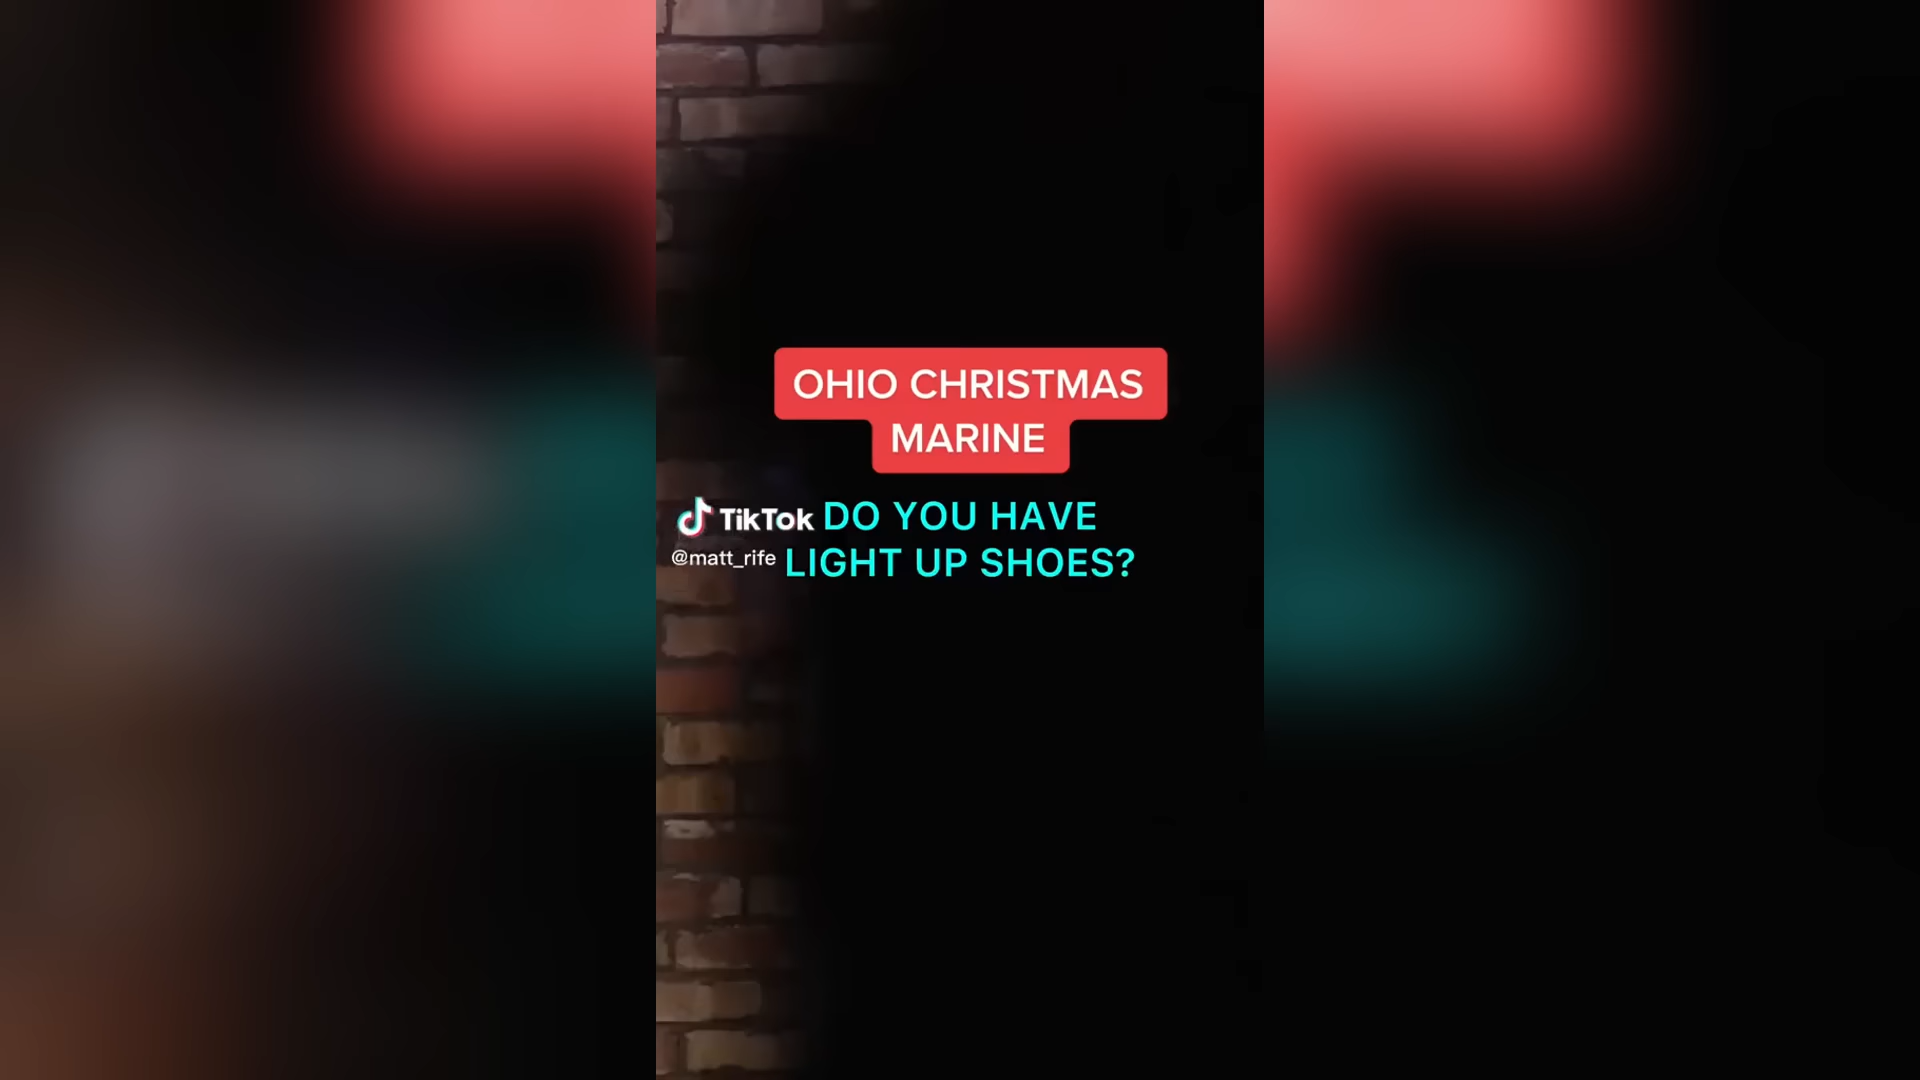 OHIO CHRISTMAS
MARINE
TikTok
@matt_rife
DO YOU HAVE
LIGHT UP SHOES?